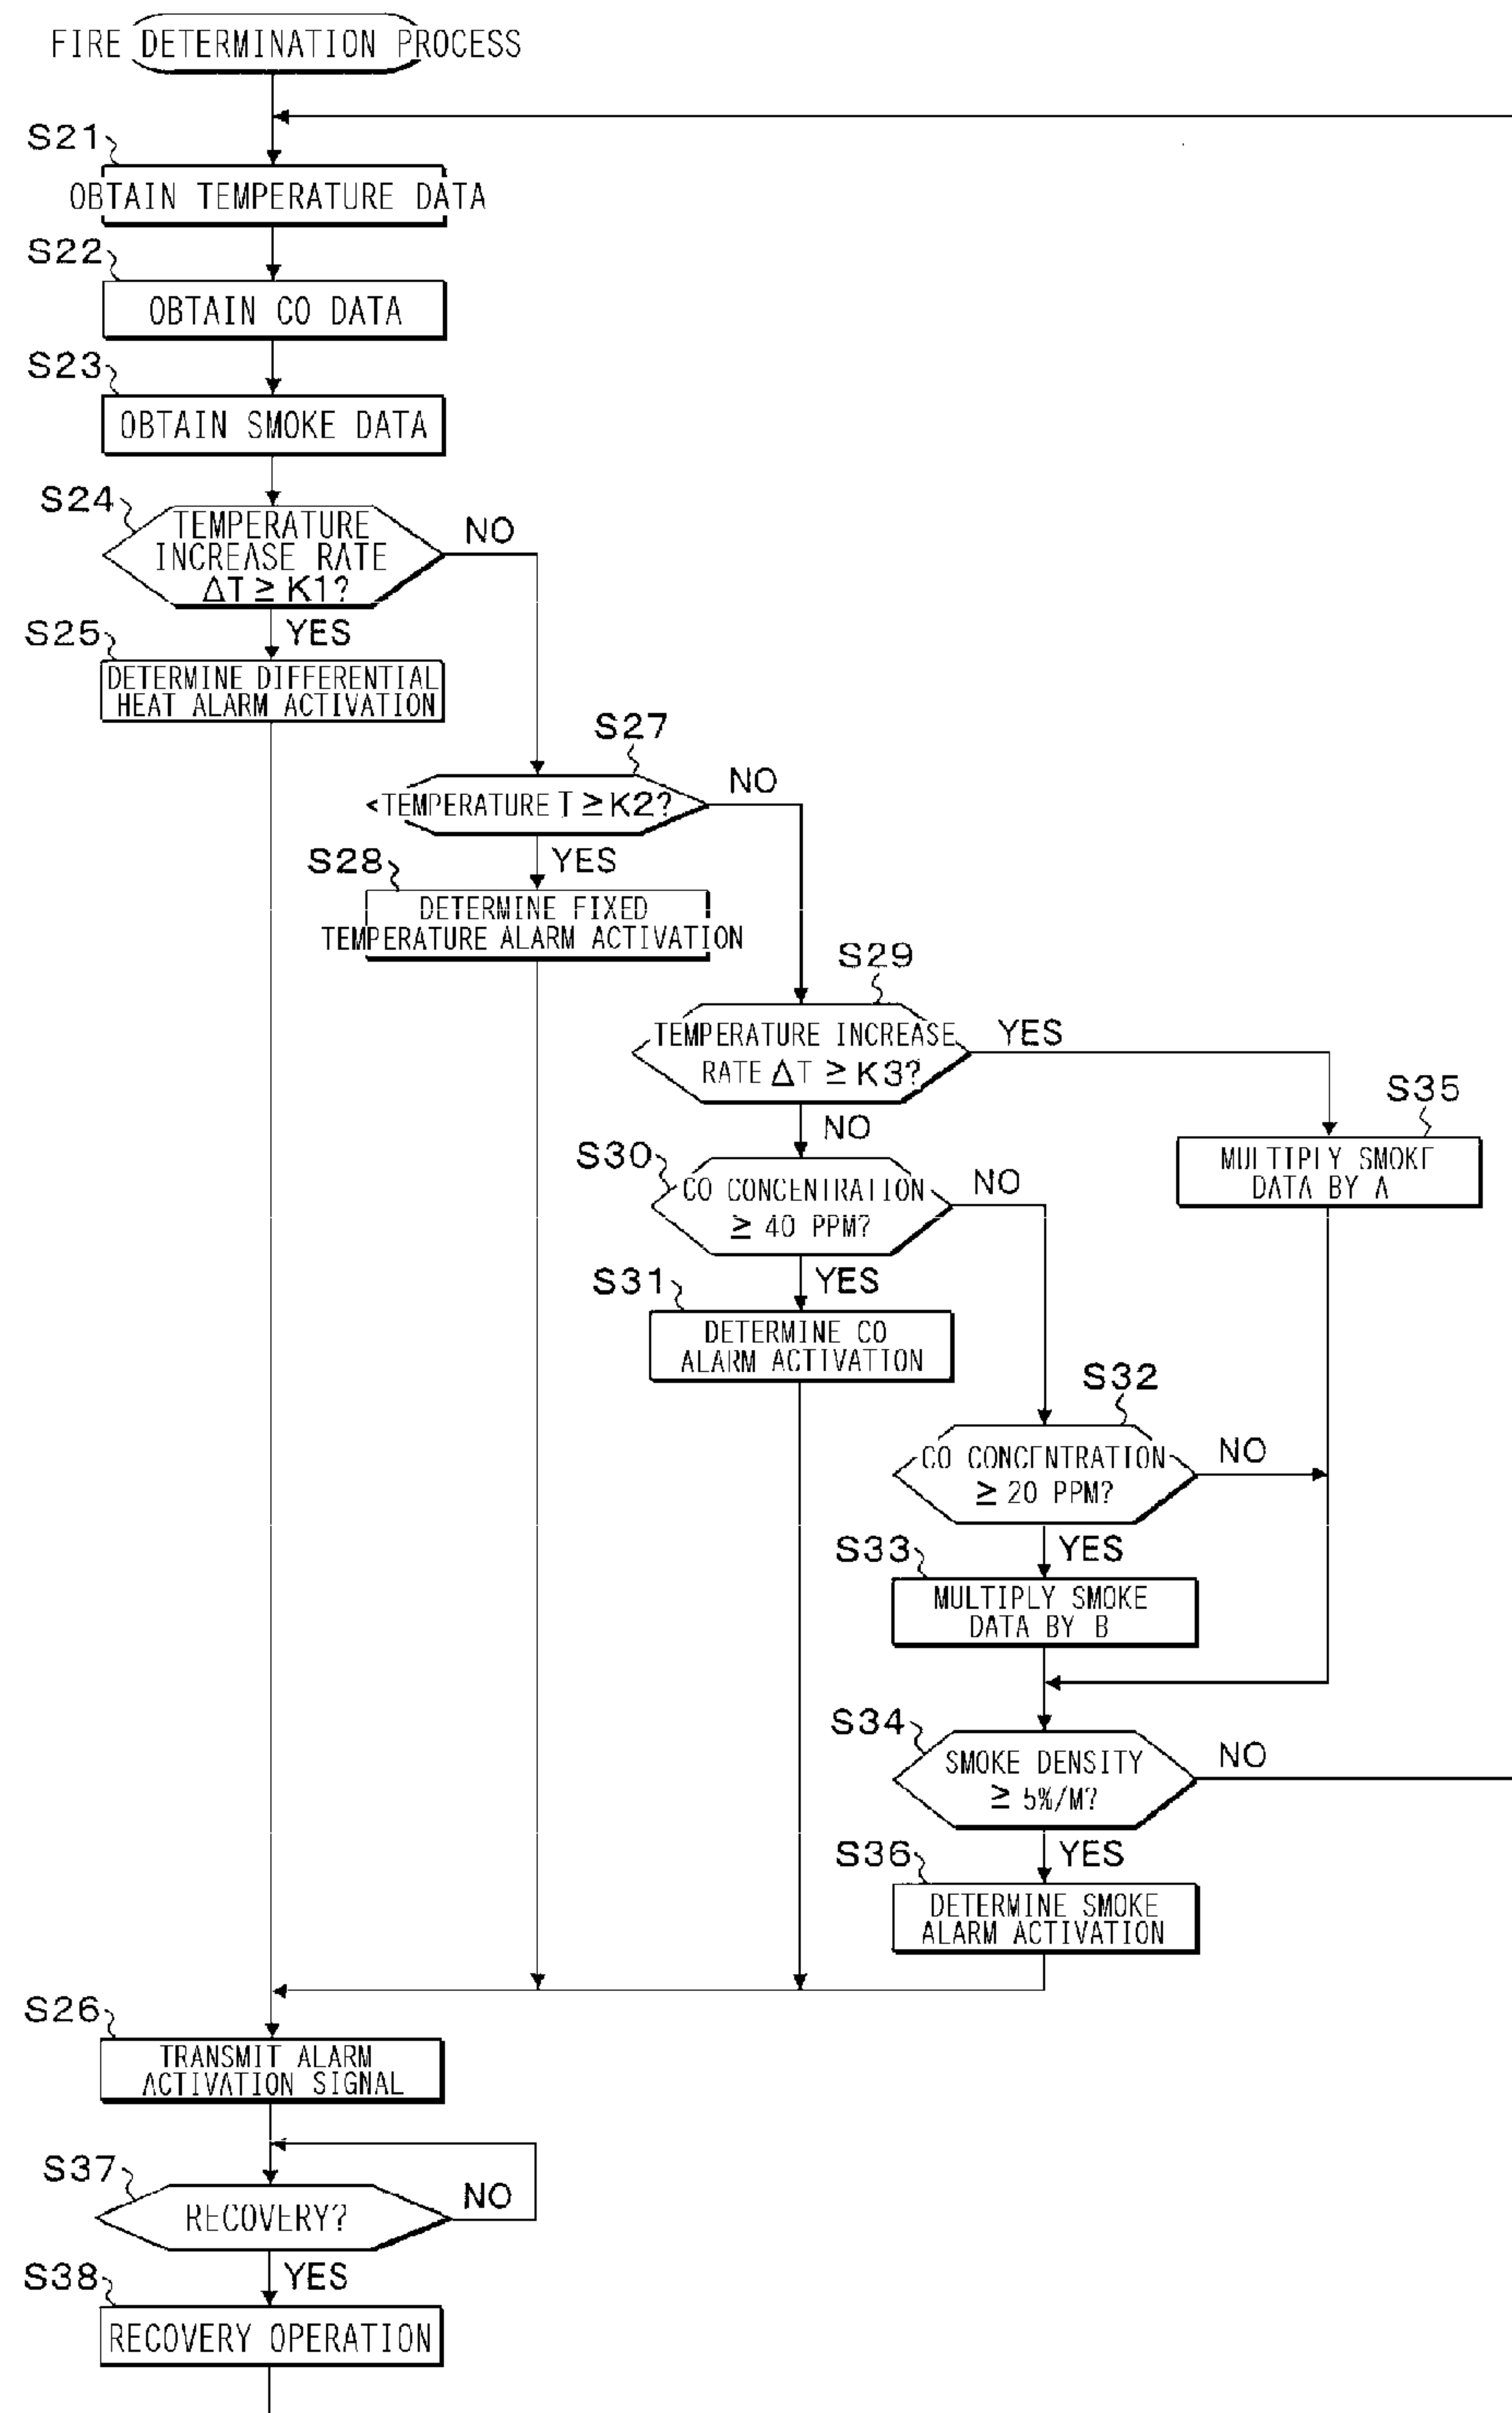 FIRE DETERMINATION PROCESS
S21
OBTAIN TEMPERATURE DATA
S22
OBTAIN CO DATA
S23
OBTAIN SMOKE DATA
S24
TEMPERATURE
INCREASE RATE
ΔT ≥ K1?
NO
YES
S25
DETERMINE DIFFERENTIAL
HEAT ALARM ACTIVATION
S27
TEMPERATURE T ≥ K2?
NO
YES
S28
DETERMINE FIXED
TEMPERATURE ALARM ACTIVATION
S29
TEMPERATURE INCREASE
RATE ΔT ≥ K3?
YES
NO
S35
MULTIPLY SMOKE
DATA BY A
S30
CO CONCENTRATION
≥ 40 PPM?
NO
YES
S31
DETERMINE CO
ALARM ACTIVATION
S32
CO CONCENTRATION
≥ 20 PPM?
NO
YES
S33
MULTIPLY SMOKE
DATA BY B
S34
SMOKE DENSITY
≥ 5%/M?
NO
YES
S36
DETERMINE SMOKE
ALARM ACTIVATION
S26
TRANSMIT ALARM
ACTIVATION SIGNAL
S37
RECOVERY?
NO
YES
S38
RECOVERY OPERATION